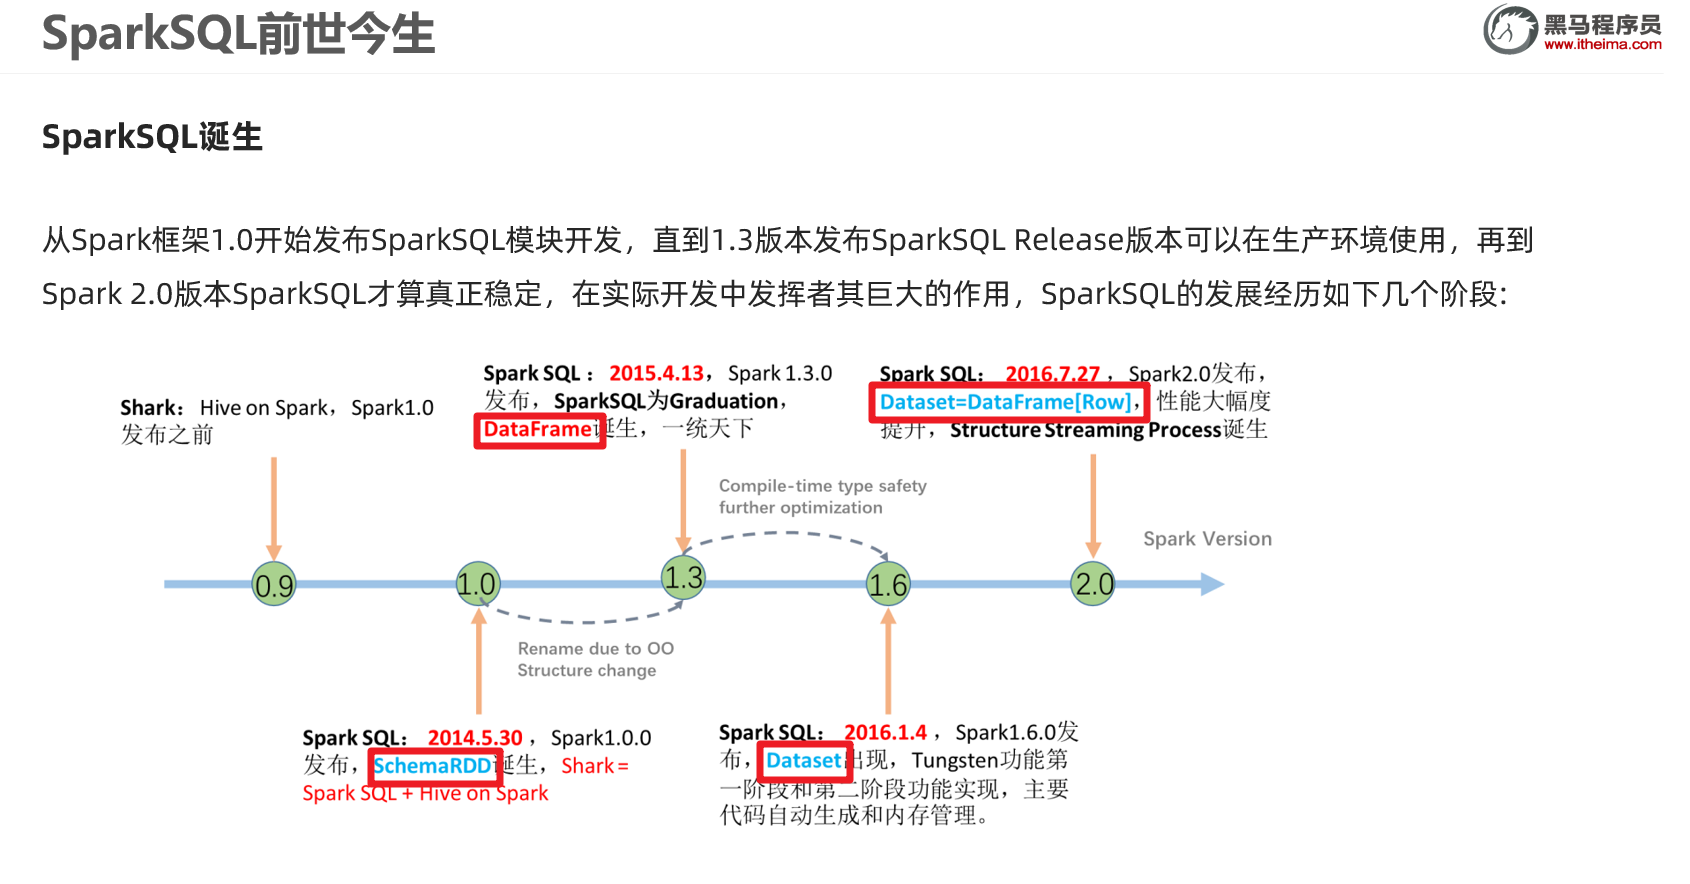 SparkSQL前世今生
黑马程序员
www.itheima.com
SparkSQL诞生
从Spark框架1.0开始发布SparkSQL模块开发，直到1.3版本发布SparkSQL Release版本可以在生产环境使用，再到
Spark 2.0版本SparkSQL才算真正稳定，在实际开发中发挥者其巨大的作用，SparkSQL的发展经历如下几个阶段：
Shark：Hive on Spark，Spark1.0
发布之前
Spark SQL： 2015.4.13，Spark 1.3.0
发布，SparkSQL为Graduation，
DataFrame诞生，一统天下
Spark SQL： 2016.7.27 ，Spark2.0发布，
Dataset=DataFrame[Row]，性能大幅度
提升，Structure Streaming Process诞生
Compile-time type safety
further optimization
Spark Version
0.9
1.0
1.3
1.6
2.0
Rename due to OO
Structure change
Spark SQL： 2014.5.30 ，Spark1.0.0
发布，SchemaRDD诞生，Shark =
Spark SQL + Hive on Spark
Spark SQL： 2016.1.4 ，Spark1.6.0发
布，Dataset出现，Tungsten功能第
一阶段和第二阶段功能实现，主要
代码自动生成和内存管理。